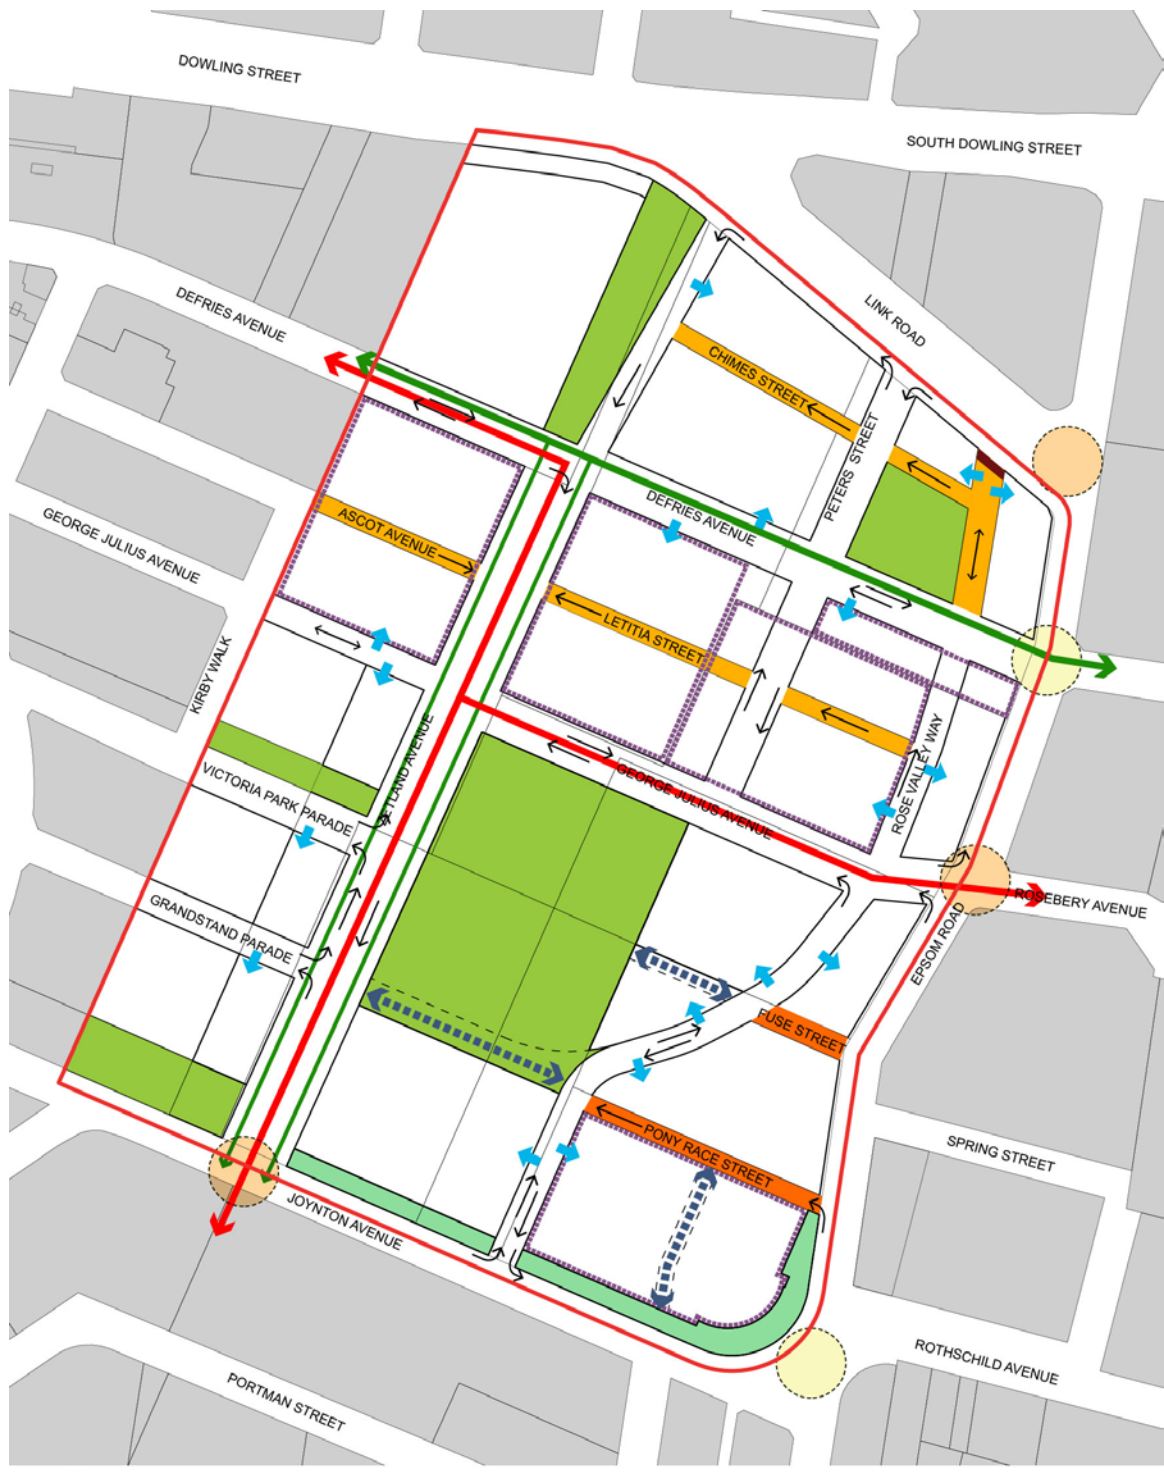 DOWLING STREET
SOUTH DOWLING STREET
DEFRIES AVENUE
LINK ROAD
CHIMES STREET
PETERS STREET
DEFRIES AVENUE
ASCOT AVENUE
GEORGE JULIUS AVENUE
LETITIA STREET
KIRBY WALK
ROSE VALLEY WAY
VICTORIA PARK PARADE
ETLAND AVENUE
GEORGE JULIUS AVENUE
ROSEBERY AVENUE
GRANDSTAND PARADE
EPSOM ROAD
FUSE STREET
PONY RACE STREET
SPRING STREET
JOYNTON AVENUE
ROTHSCHILD AVENUE
PORTMAN STREET